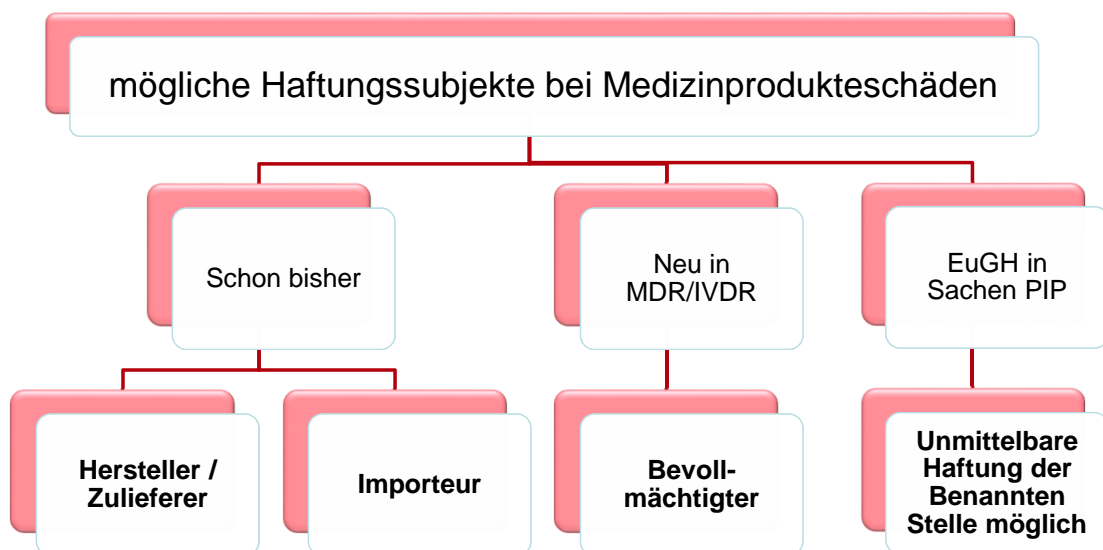 mögliche Haftungssubjekte bei Medizinprodukteschäden
Schon bisher
Neu in
MDR/IVDR
EuGH in
Sachen PIP
Hersteller /
Zulieferer
Importeur
Bevoll-
mächtigter
Unmittelbare
Haftung der
Benannten
Stelle möglich